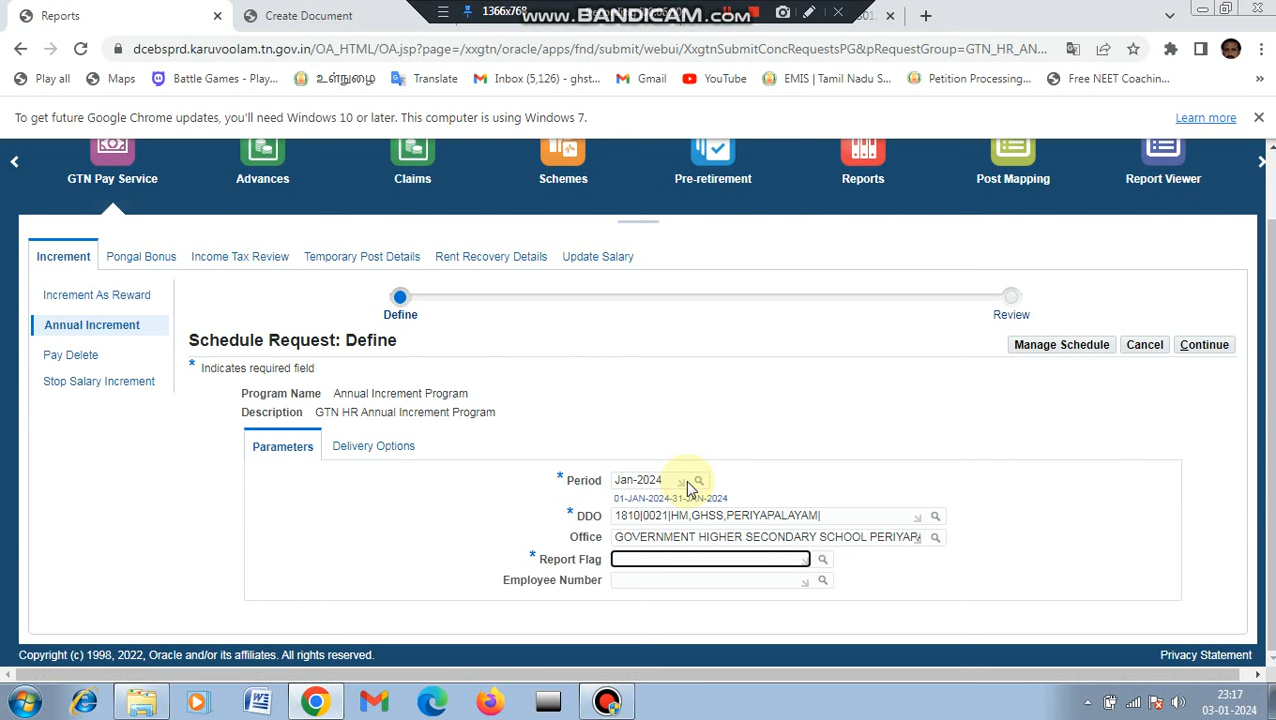 Reports
Create Document
1366x768
www.BANDICAM.com
dcebsprd.karuvoolam.tn.gov.in/OA_HTML/OA.jsp?page=/xxgtn/oracle/apps/fnd/submit/webui/XxgtnSubmitConcRequestsPG&pRequestGroup=GTN_HR_AN...
Play all
Maps
Battle Games - Play...
உள்நுழை
Translate
Inbox (5,126) - ghst...
Gmail
YouTube
EMIS | Tamil Nadu S...
Petition Processing...
Free NEET Coachin...
To get future Google Chrome updates, you'll need Windows 10 or later. This computer is using Windows 7.
Learn more
GTN Pay Service
Advances
Claims
Schemes
Pre-retirement
Reports
Post Mapping
Report Viewer
Increment
Pongal Bonus
Income Tax Review
Temporary Post Details
Rent Recovery Details
Update Salary
Increment As Reward
Annual Increment
Pay Delete
Stop Salary Increment
Define
Review
Schedule Request: Define
Manage Schedule
Cancel
Continue
* Indicates required field
Program Name Annual Increment Program
Description GTN HR Annual Increment Program
Parameters
Delivery Options
* Period Jan-2024
01-JAN-2024-31-JAN-2024
* DDO 1810|0021|HM,GHSS,PERIYAPALAYAM|
Office GOVERNMENT HIGHER SECONDARY SCHOOL PERIYAPA
* Report Flag
Employee Number
Copyright (c) 1998, 2022, Oracle and/or its affiliates. All rights reserved.
Privacy Statement
23:17
03-01-2024